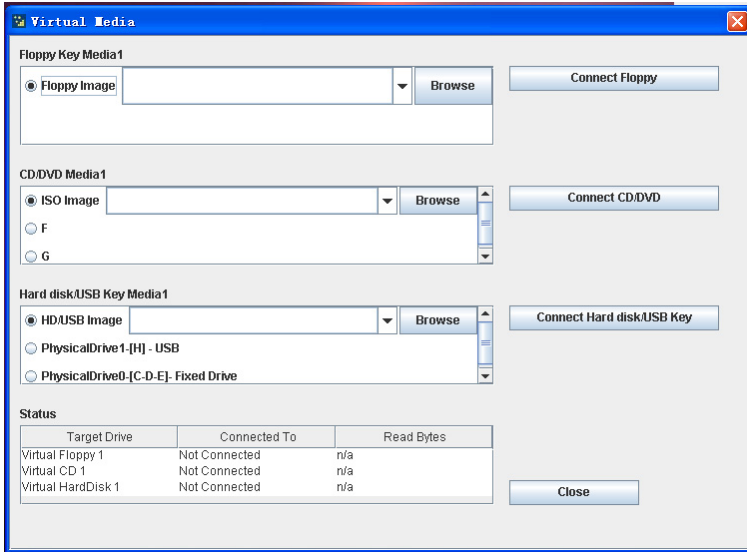 Virtual Media
Floppy Key Media1
Floppy Image Browse Connect Floppy
CD/DVD Media1
ISO Image Browse Connect CD/DVD
F
G
Hard disk/USB Key Media1
HD/USB Image Browse Connect Hard disk/USB Key
PhysicalDrive1-[H] - USB
PhysicalDrive0-[C-D-E]- Fixed Drive
Status
Target Drive Connected To Read Bytes
Virtual Floppy 1 Not Connected n/a
Virtual CD 1 Not Connected n/a
Virtual HardDisk 1 Not Connected n/a
Close